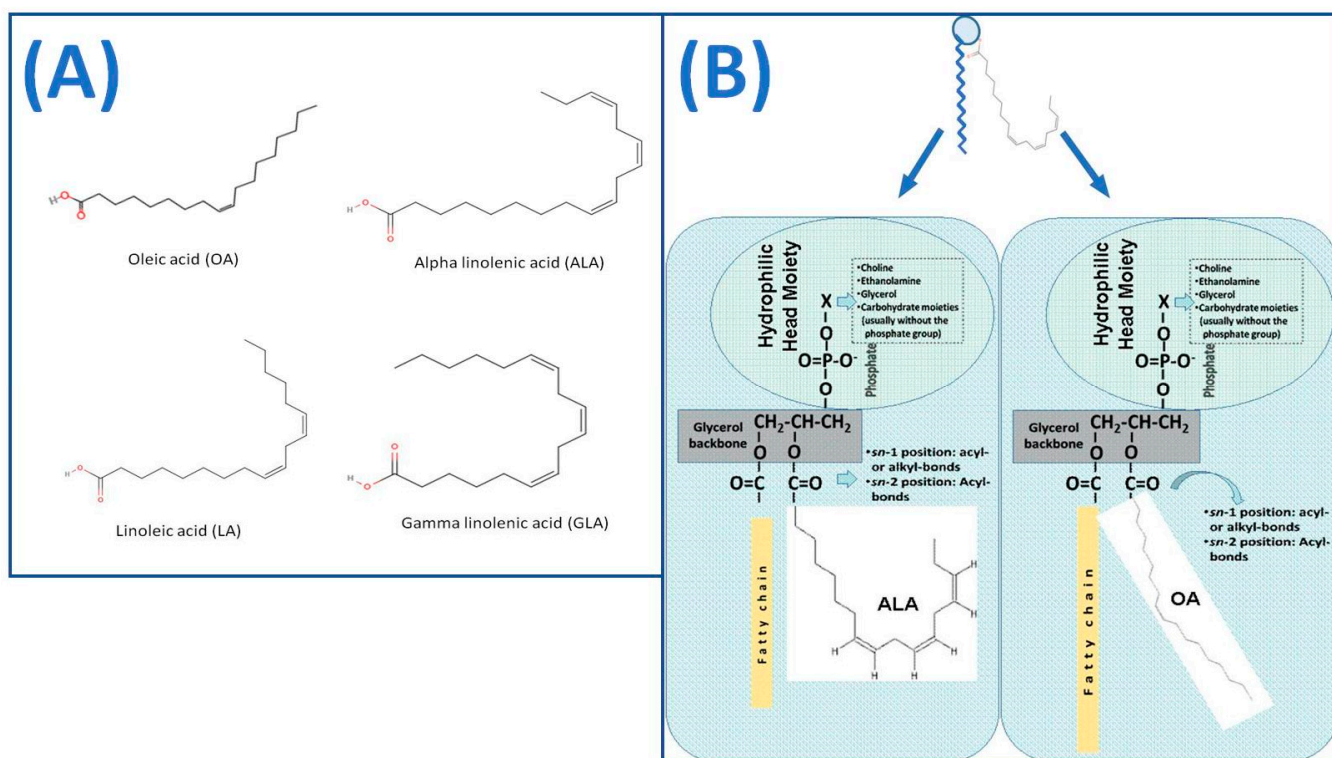 (A)
H O
O
Oleic acid (OA)
H O
O
Alpha linolenic acid (ALA)
H O
O
Linoleic acid (LA)
O
H O
Gamma linolenic acid (GLA)
(B)
Hydrophilic
Head Moiety
•Choline
•Ethanolamine
•Glycerol
•Carbohydrate moieties
(usually without the
phosphate group)
X
O
O=P-O-
O
Phosphate
Glycerol
backbone
CH2-CH-CH2
O O
O=C C=O
•sn-1 position: acyl-
or alkyl-bonds
•sn-2 position: Acyl-
bonds
Fatty chain
ALA
H
H
H H H H
Hydrophilic
Head Moiety
•Choline
•Ethanolamine
•Glycerol
•Carbohydrate moieties
(usually without the
phosphate group)
X
O
O=P-O-
O
Phosphate
Glycerol
backbone
CH2-CH-CH2
O O
O=C C=O
•sn-1 position: acyl-
or alkyl-bonds
•sn-2 position: Acyl-
bonds
Fatty chain
OA